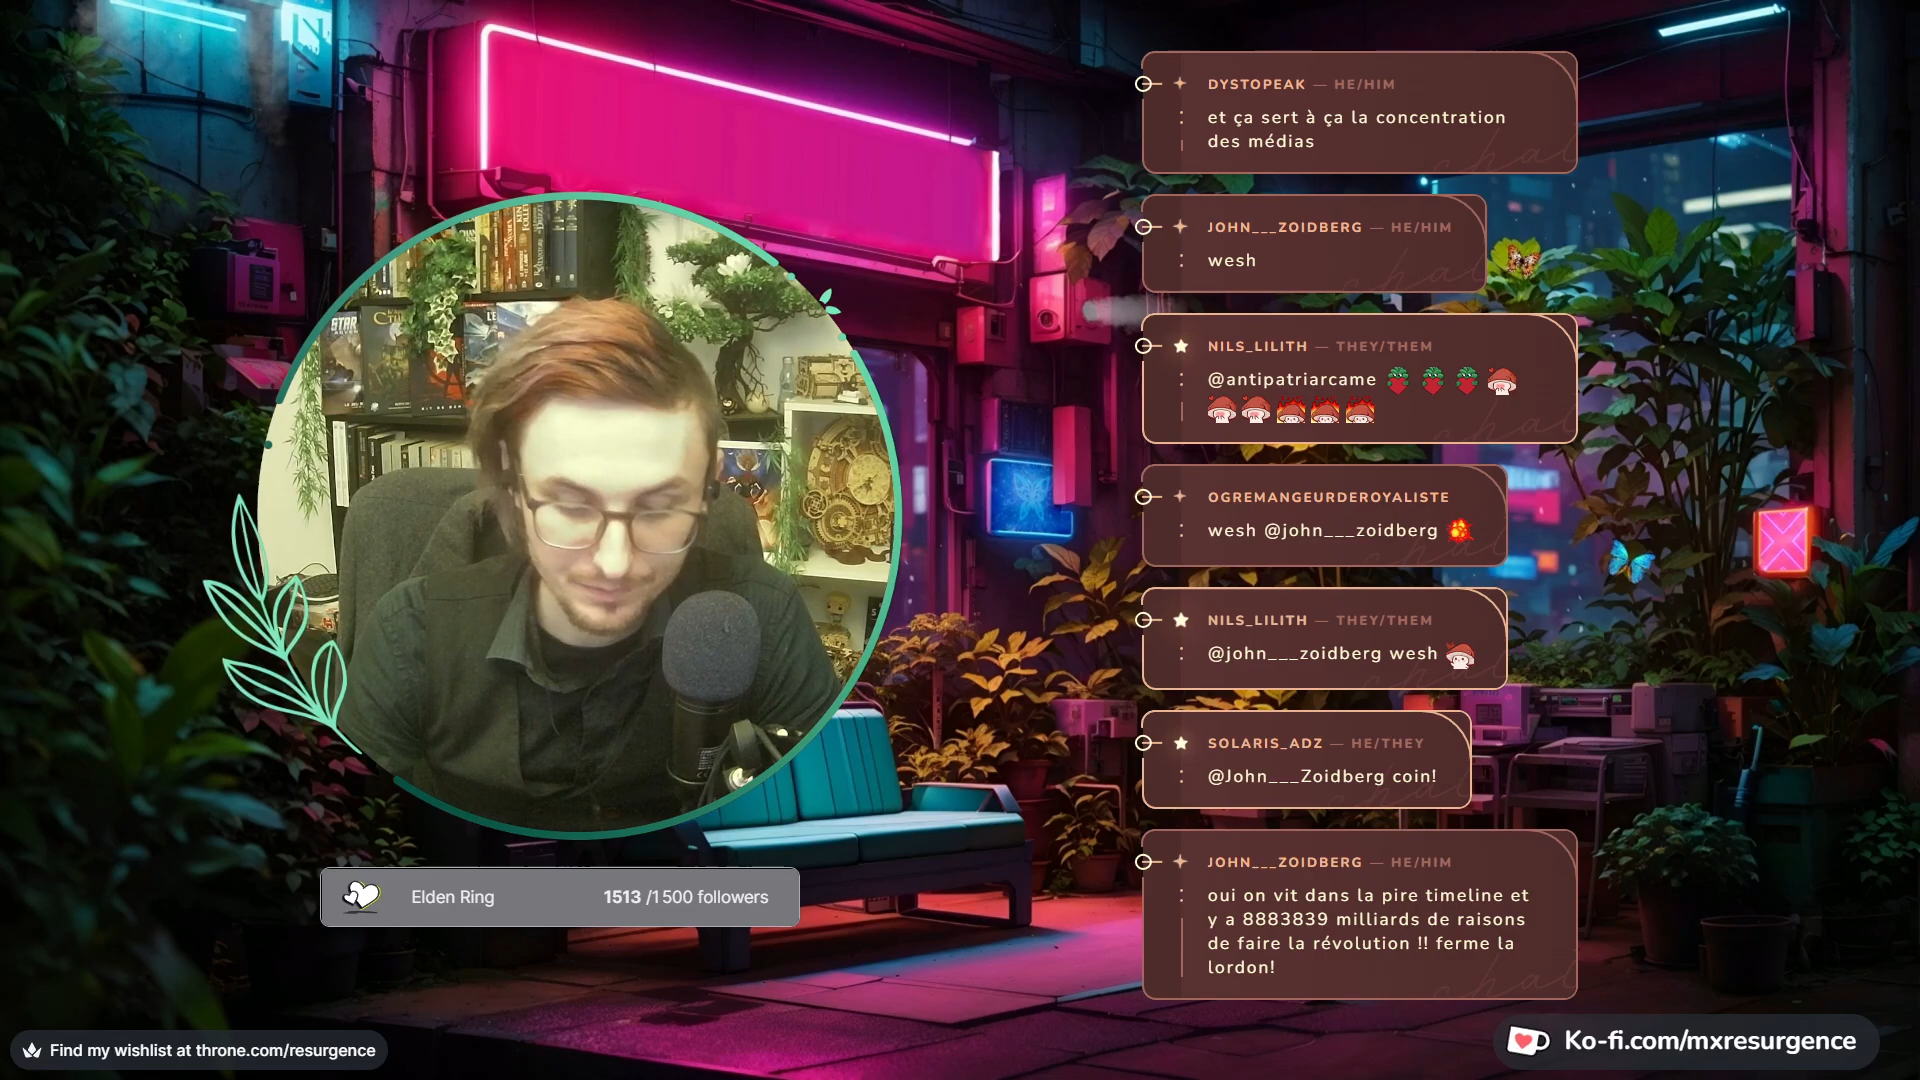 DYSTOPEAK — HE/HIM
et ça sert à ça la concentration
des médias
JOHN___ZOIDBERG — HE/HIM
wesh
NILS_LILITH — THEY/THEM
@antipatriarcame
OGREMANGEURDEROYALISTE
wesh @john___zoidberg
NILS_LILITH — THEY/THEM
@john___zoidberg wesh
SOLARIS_ADZ — HE/THEY
@John___Zoidberg coin!
JOHN___ZOIDBERG — HE/HIM
oui on vit dans la pire timeline et
y a 8883839 milliards de raisons
de faire la révolution !! ferme la
lordon!
STAR
Elden Ring 1513 /1 500 followers
Find my wishlist at throne.com/resurgence
Ko-fi.com/mxresurgence